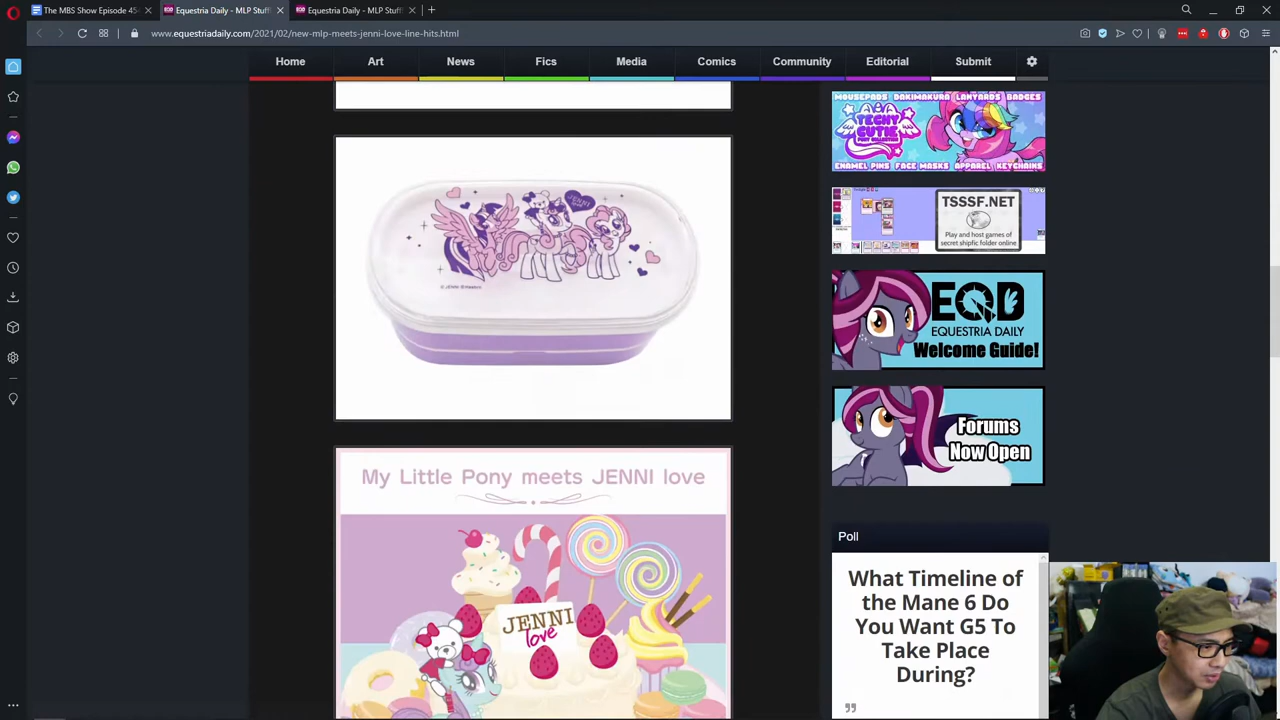 The MBS Show Episode 45
Equestria Daily - MLP Stuff
Equestria Daily - MLP Stuff
www.equestriadaily.com/2021/02/new-mlp-meets-jenni-love-line-hits.html
Home Art News Fics Media Comics Community Editorial Submit
MOUSEPADS DAKIMAKURA LANYARDS BADGES
TECHY
CUTIE
ENAMEL PINS FACE MASKS APPAREL KEYCHAINS
TSSSF.NET
Play and host games of
secret shipfic folder online
EQD
EQUESTRIA DAILY
Welcome Guide!
Forums
Now Open
JENNI
My Little Pony meets JENNI love
JENNI
love
Poll
What Timeline of
the Mane 6 Do
You Want G5 To
Take Place
During?